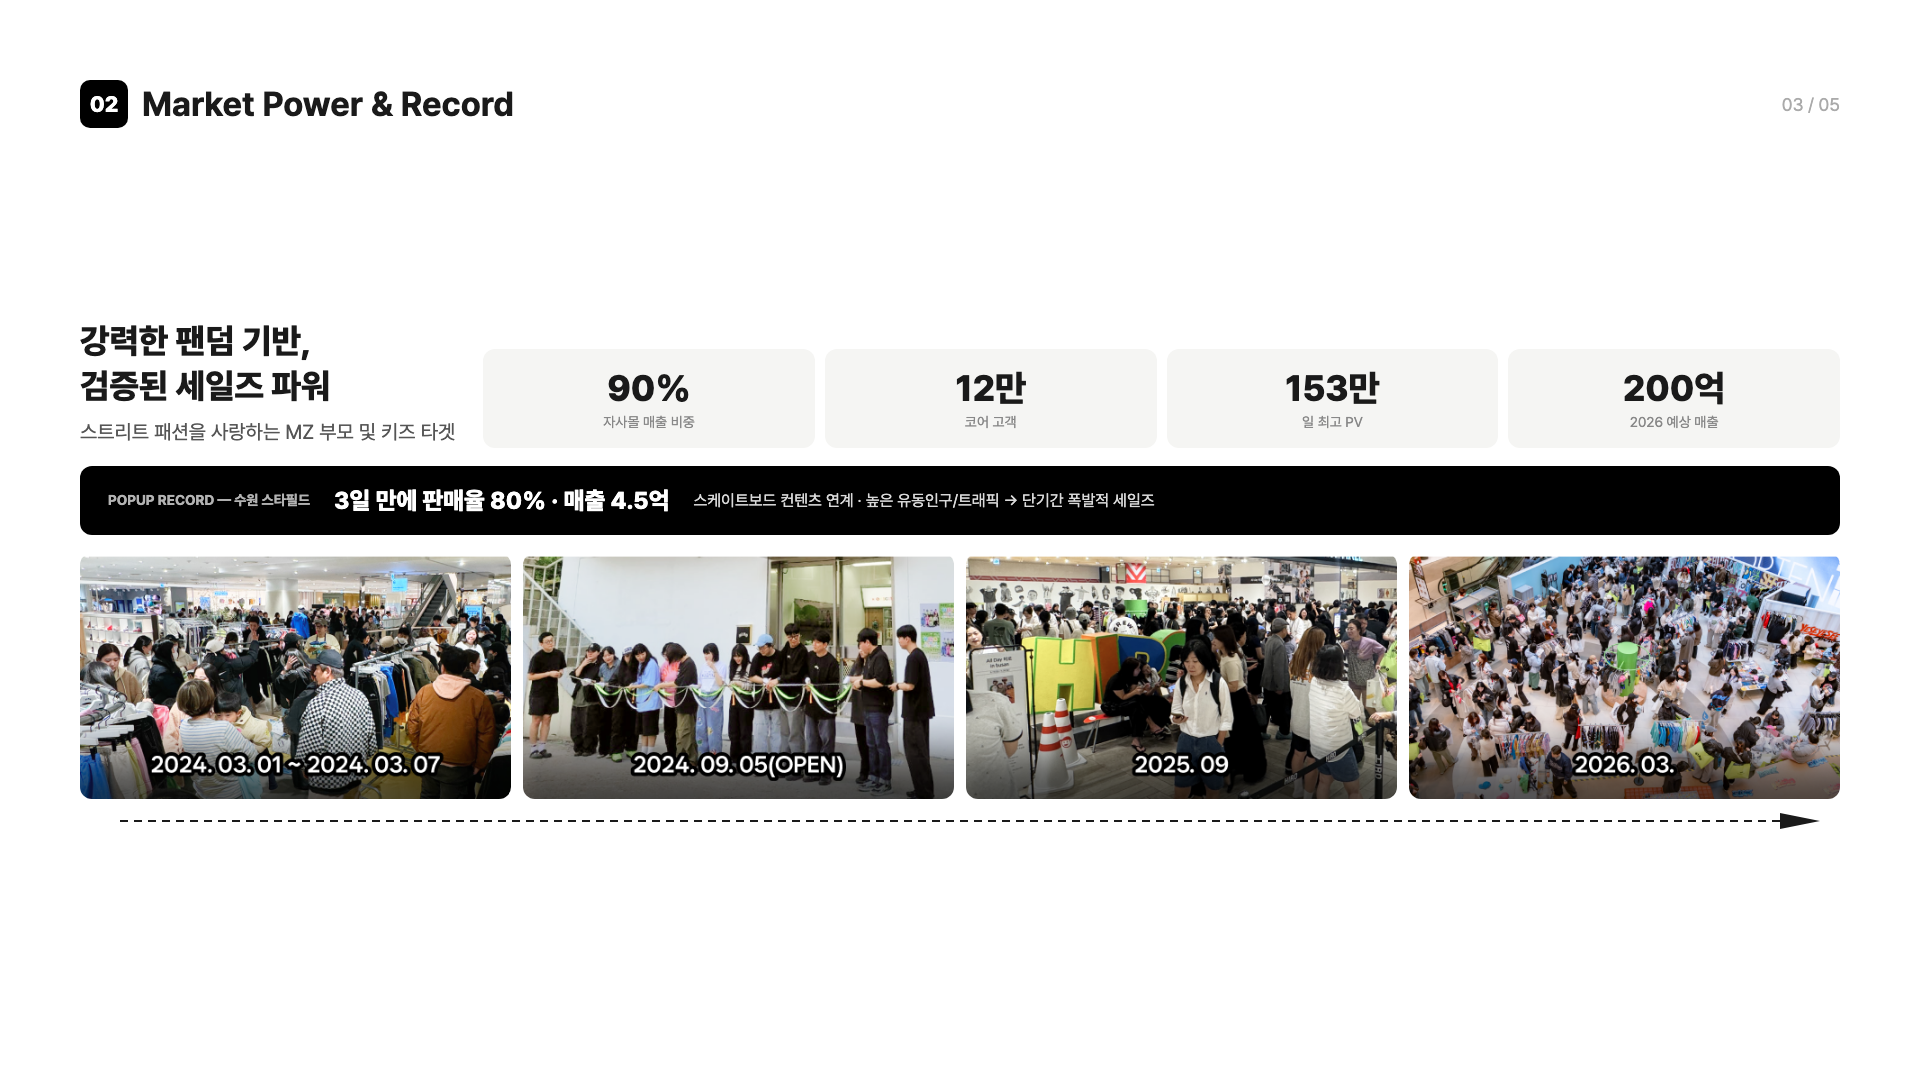 02 Market Power & Record
03 / 05
강력한 팬덤 기반,
검증된 세일즈 파워
스트리트 패션을 사랑하는 MZ 부모 및 키즈 타겟
90%
자사몰 매출 비중
12만
코어 고객
153만
일 최고 PV
200억
2026 예상 매출
POPUP RECORD — 수원 스타필드 3일 만에 판매율 80% · 매출 4.5억 스케이트보드 컨텐츠 연계 · 높은 유동인구/트래픽 → 단기간 폭발적 세일즈
2024. 03. 01 ~ 2024. 03. 07
2024. 09. 05(OPEN)
HIDS
2025. 09
2026. 03.